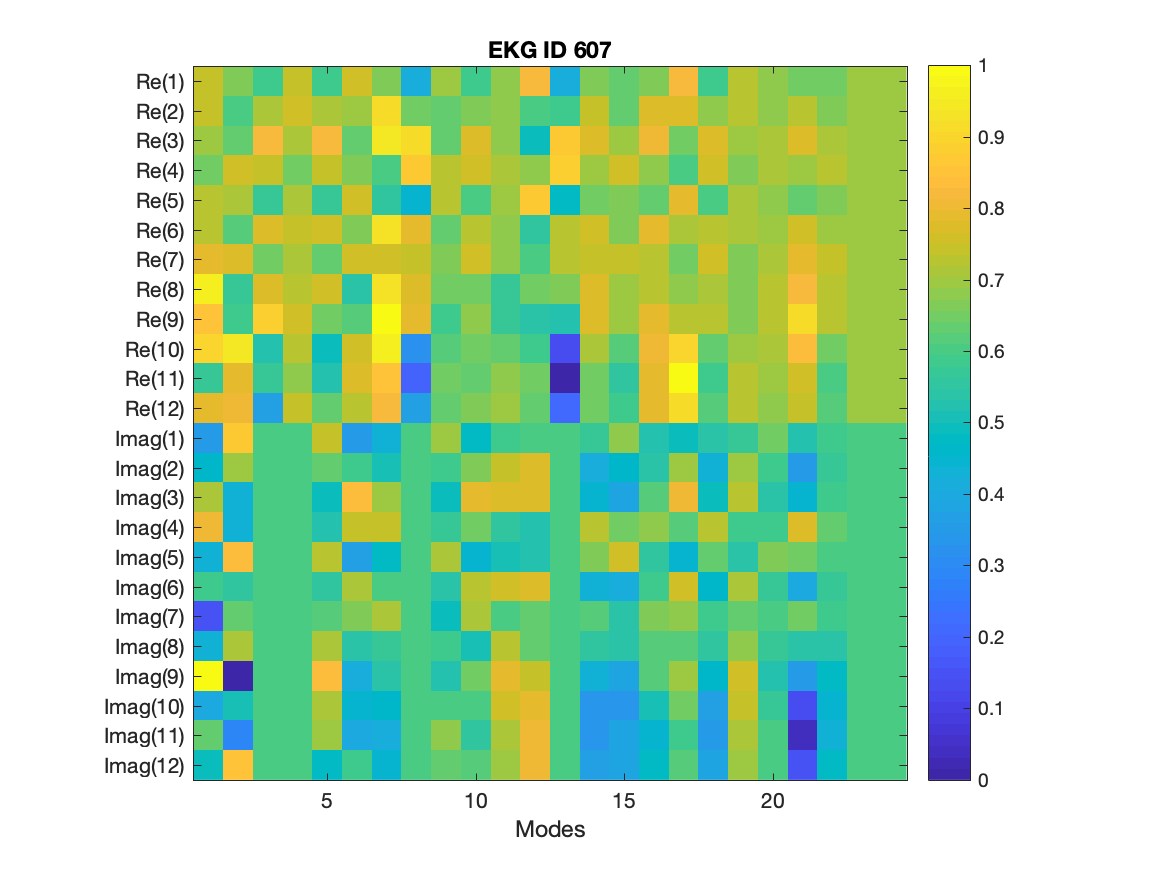 EKG ID 607
Re(1)
Re(2)
Re(3)
Re(4)
Re(5)
Re(6)
Re(7)
Re(8)
Re(9)
Re(10)
Re(11)
Re(12)
Imag(1)
Imag(2)
Imag(3)
Imag(4)
Imag(5)
Imag(6)
Imag(7)
Imag(8)
Imag(9)
Imag(10)
Imag(11)
Imag(12)
5 10 15 20
Modes
1
0.9
0.8
0.7
0.6
0.5
0.4
0.3
0.2
0.1
0